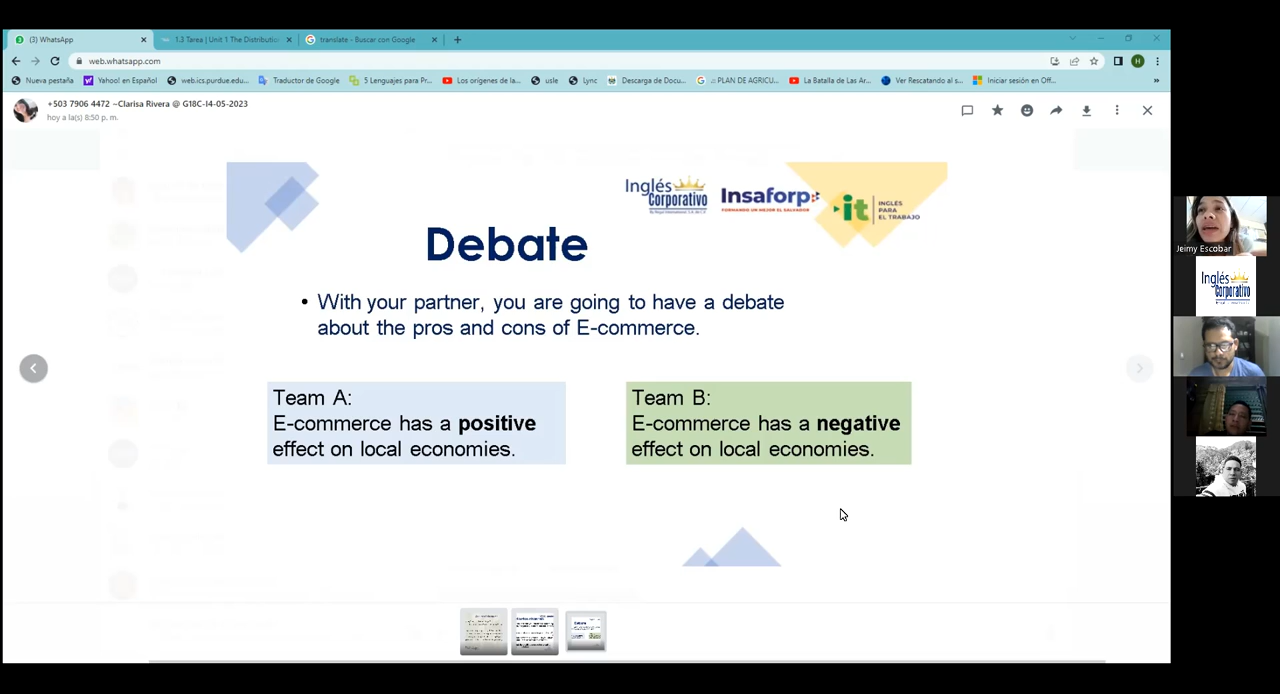 (3) WhatsApp
1.3 Tarea | Unit 1 The Distributio
translate - Buscar con Google
web.whatsapp.com
Nueva pestaña
Yahoo! en Español
web.ics.purdue.edu...
Traductor de Google
5 Lenguajes para Pr...
Los orígenes de la...
usle
Lync
Descarga de Docu...
:: PLAN DE AGRICU...
La Batalla de Las Ar...
Ver Rescatando al s...
Iniciar sesión en Off...
»
H
+503 7906 4472 ~Clarisa Rivera @ G18C-I4-05-2023
hoy a la(s) 8:50 p. m.
Inglés
Corporativo
Insaforp
FORMANDO UN MEJOR EL SALVADOR
it
INGLÉS
PARA
EL TRABAJO
Debate
• With your partner, you are going to have a debate
about the pros and cons of E-commerce.
Team A:
E-commerce has a positive
effect on local economies.
Team B:
E-commerce has a negative
effect on local economies.
Jeimy Escobar
Inglés
Corporativo